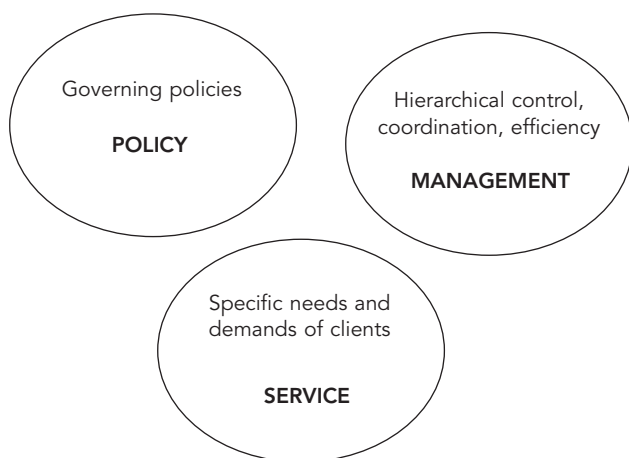 Governing policies
POLICY
Hierarchical control,
coordination, efficiency
MANAGEMENT
Specific needs and
demands of clients
SERVICE